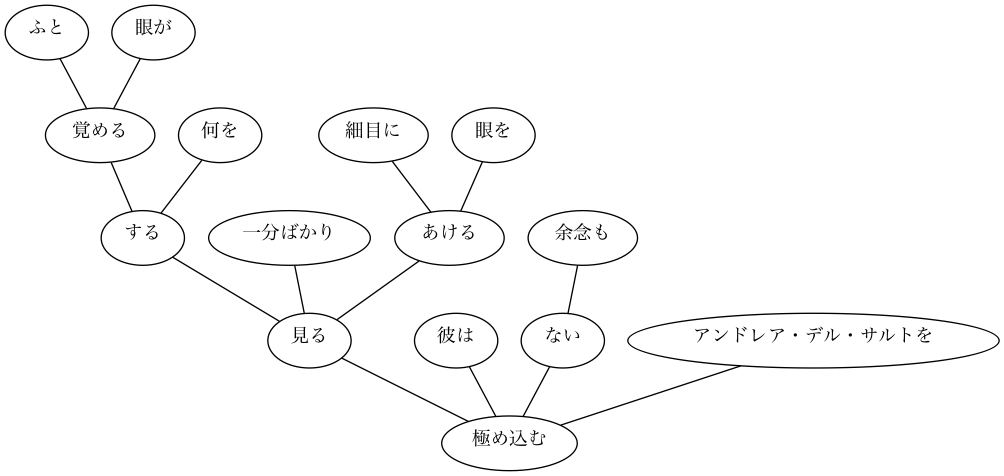 ふと
眼が
覚める
何を
細目に
眼を
する
一分ばかり
あける
余念も
見る
彼は
ない
アンドレア・デル・サルトを
極め込む